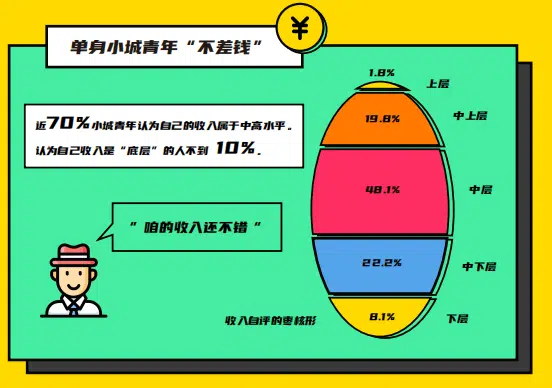 单身小城青年“不差钱”
¥
近70%小城青年认为自己的收入属于中高水平。
认为自己收入是“底层”的人不到 10%。
”咱的收入还不错”
1.8% 上层
19.8% 中上层
48.1% 中层
22.2% 中下层
8.1% 下层
收入自评的枣核形